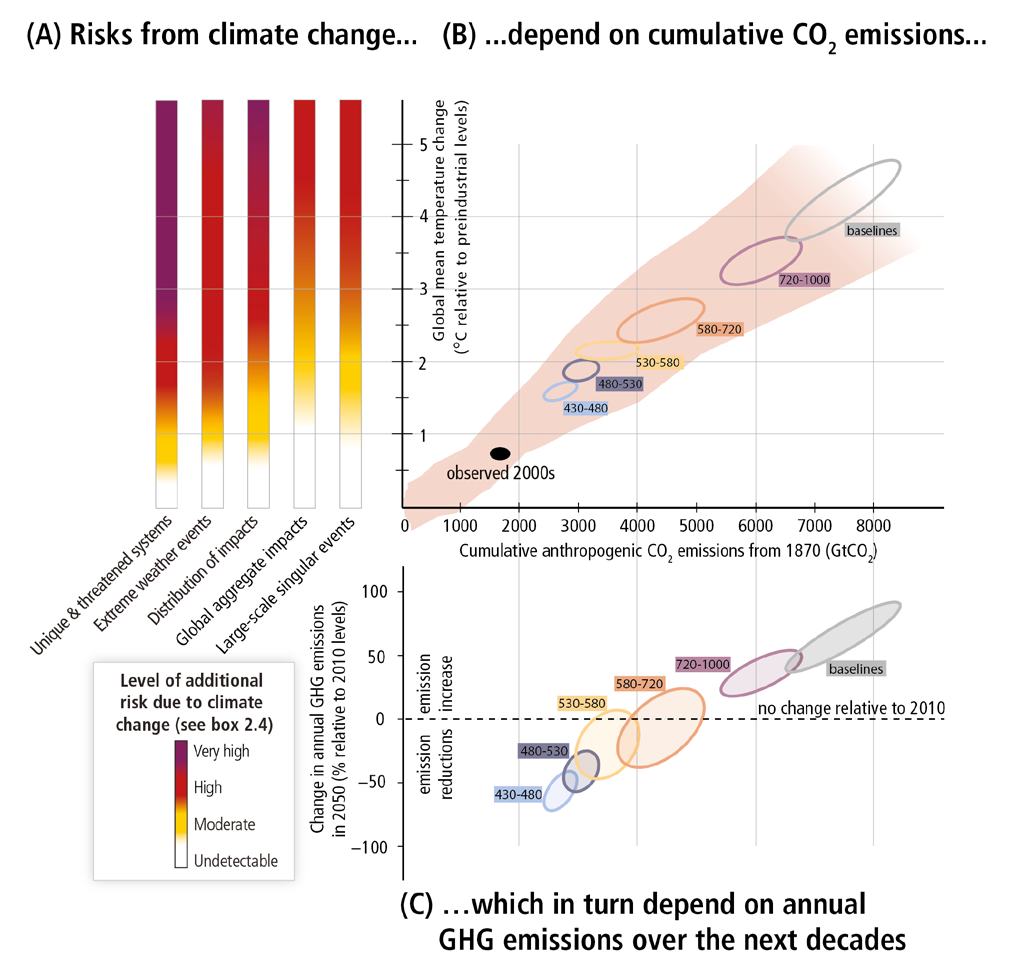 (A) Risks from climate change...
(B) ...depend on cumulative CO2 emissions...
Global mean temperature change
(°C relative to preindustrial levels)
5
4
3
2
1
baselines
720-1000
580-720
530-580
480-530
430-480
observed 2000s
0 1000 2000 3000 4000 5000 6000 7000 8000
Cumulative anthropogenic CO2 emissions from 1870 (GtCO2)
Unique & threatened systems
Extreme weather events
Distribution of impacts
Global aggregate impacts
Large-scale singular events
Level of additional
risk due to climate
change (see box 2.4)
Very high
High
Moderate
Undetectable
Change in annual GHG emissions
in 2050 (% relative to 2010 levels)
100
50
0
−50
−100
emission
increase
emission
reductions
720-1000
baselines
580-720
530-580
no change relative to 2010
480-530
430-480
(C) ...which in turn depend on annual
GHG emissions over the next decades